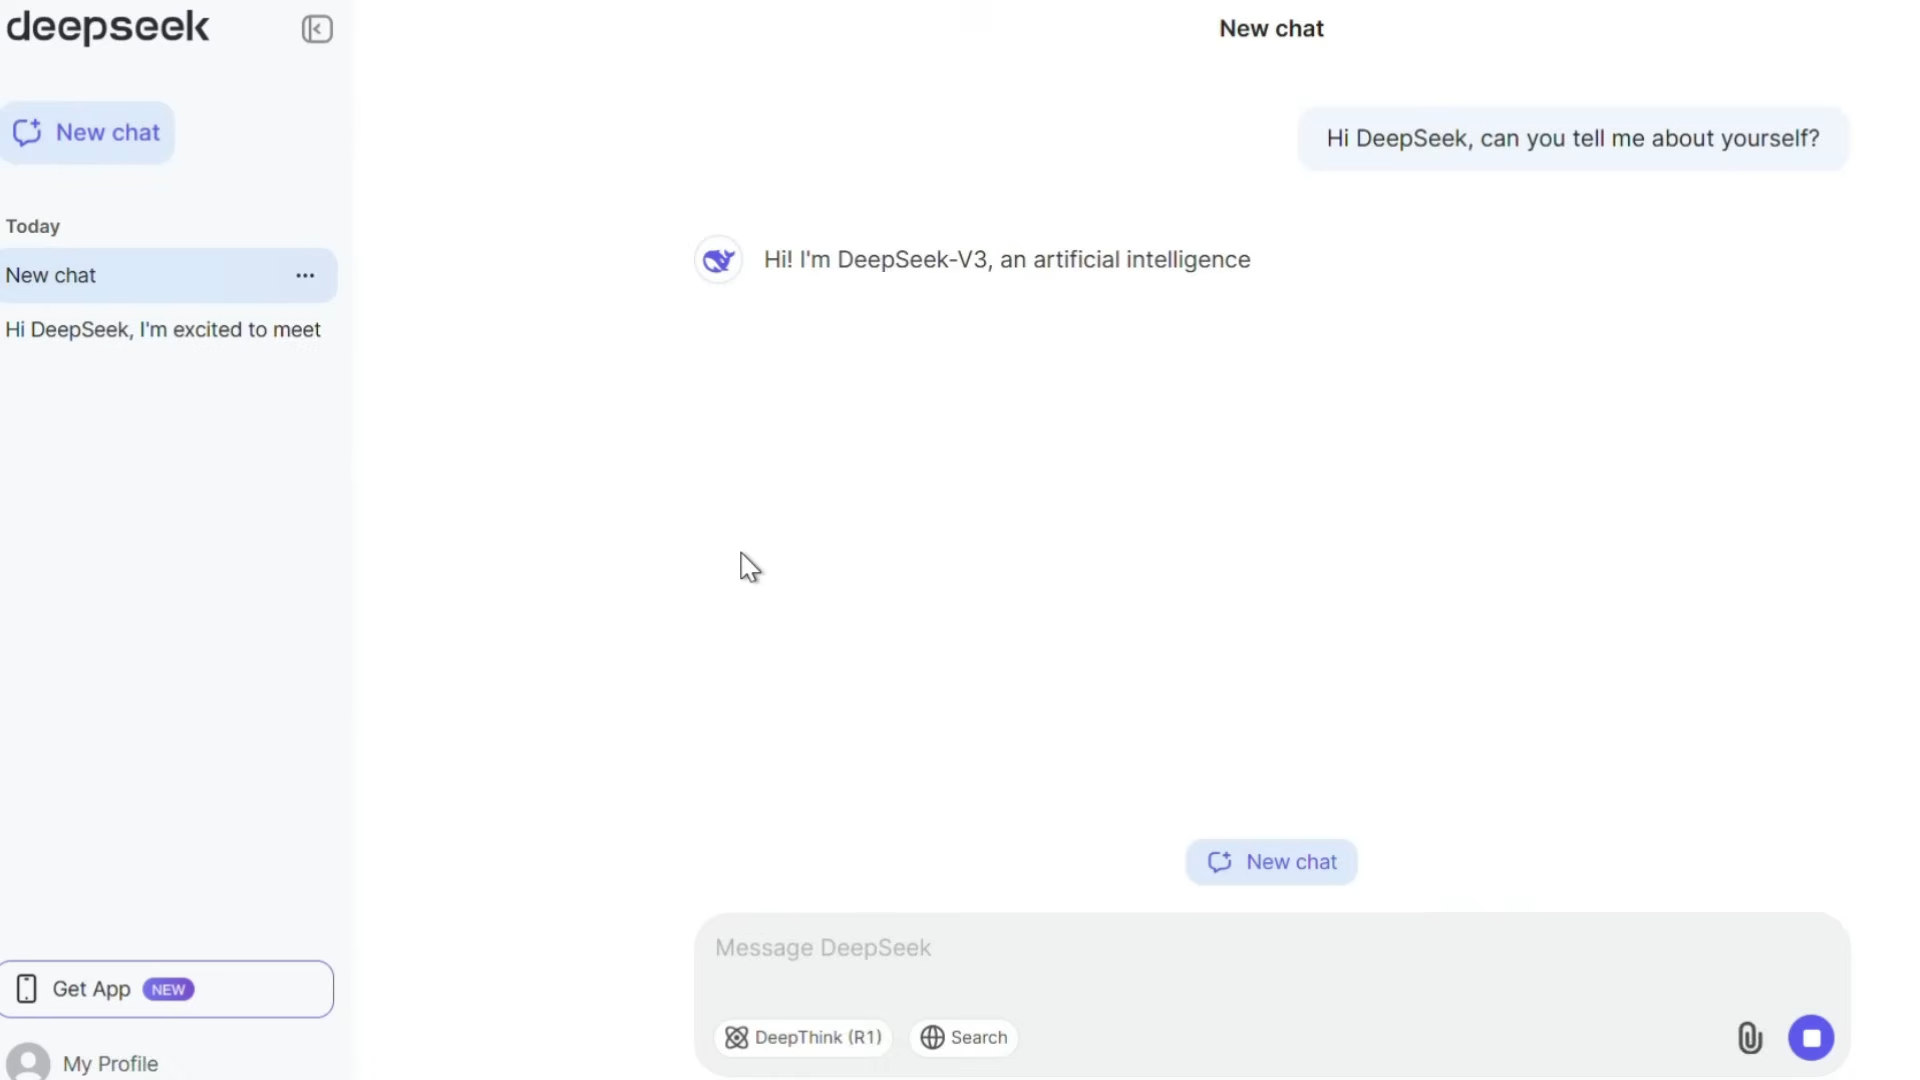 deepseek
New chat
New chat
Today
New chat
Hi DeepSeek, I'm excited to meet
Get App NEW
My Profile
Hi DeepSeek, can you tell me about yourself?
Hi! I'm DeepSeek-V3, an artificial intelligence
New chat
Message DeepSeek
DeepThink (R1) Search